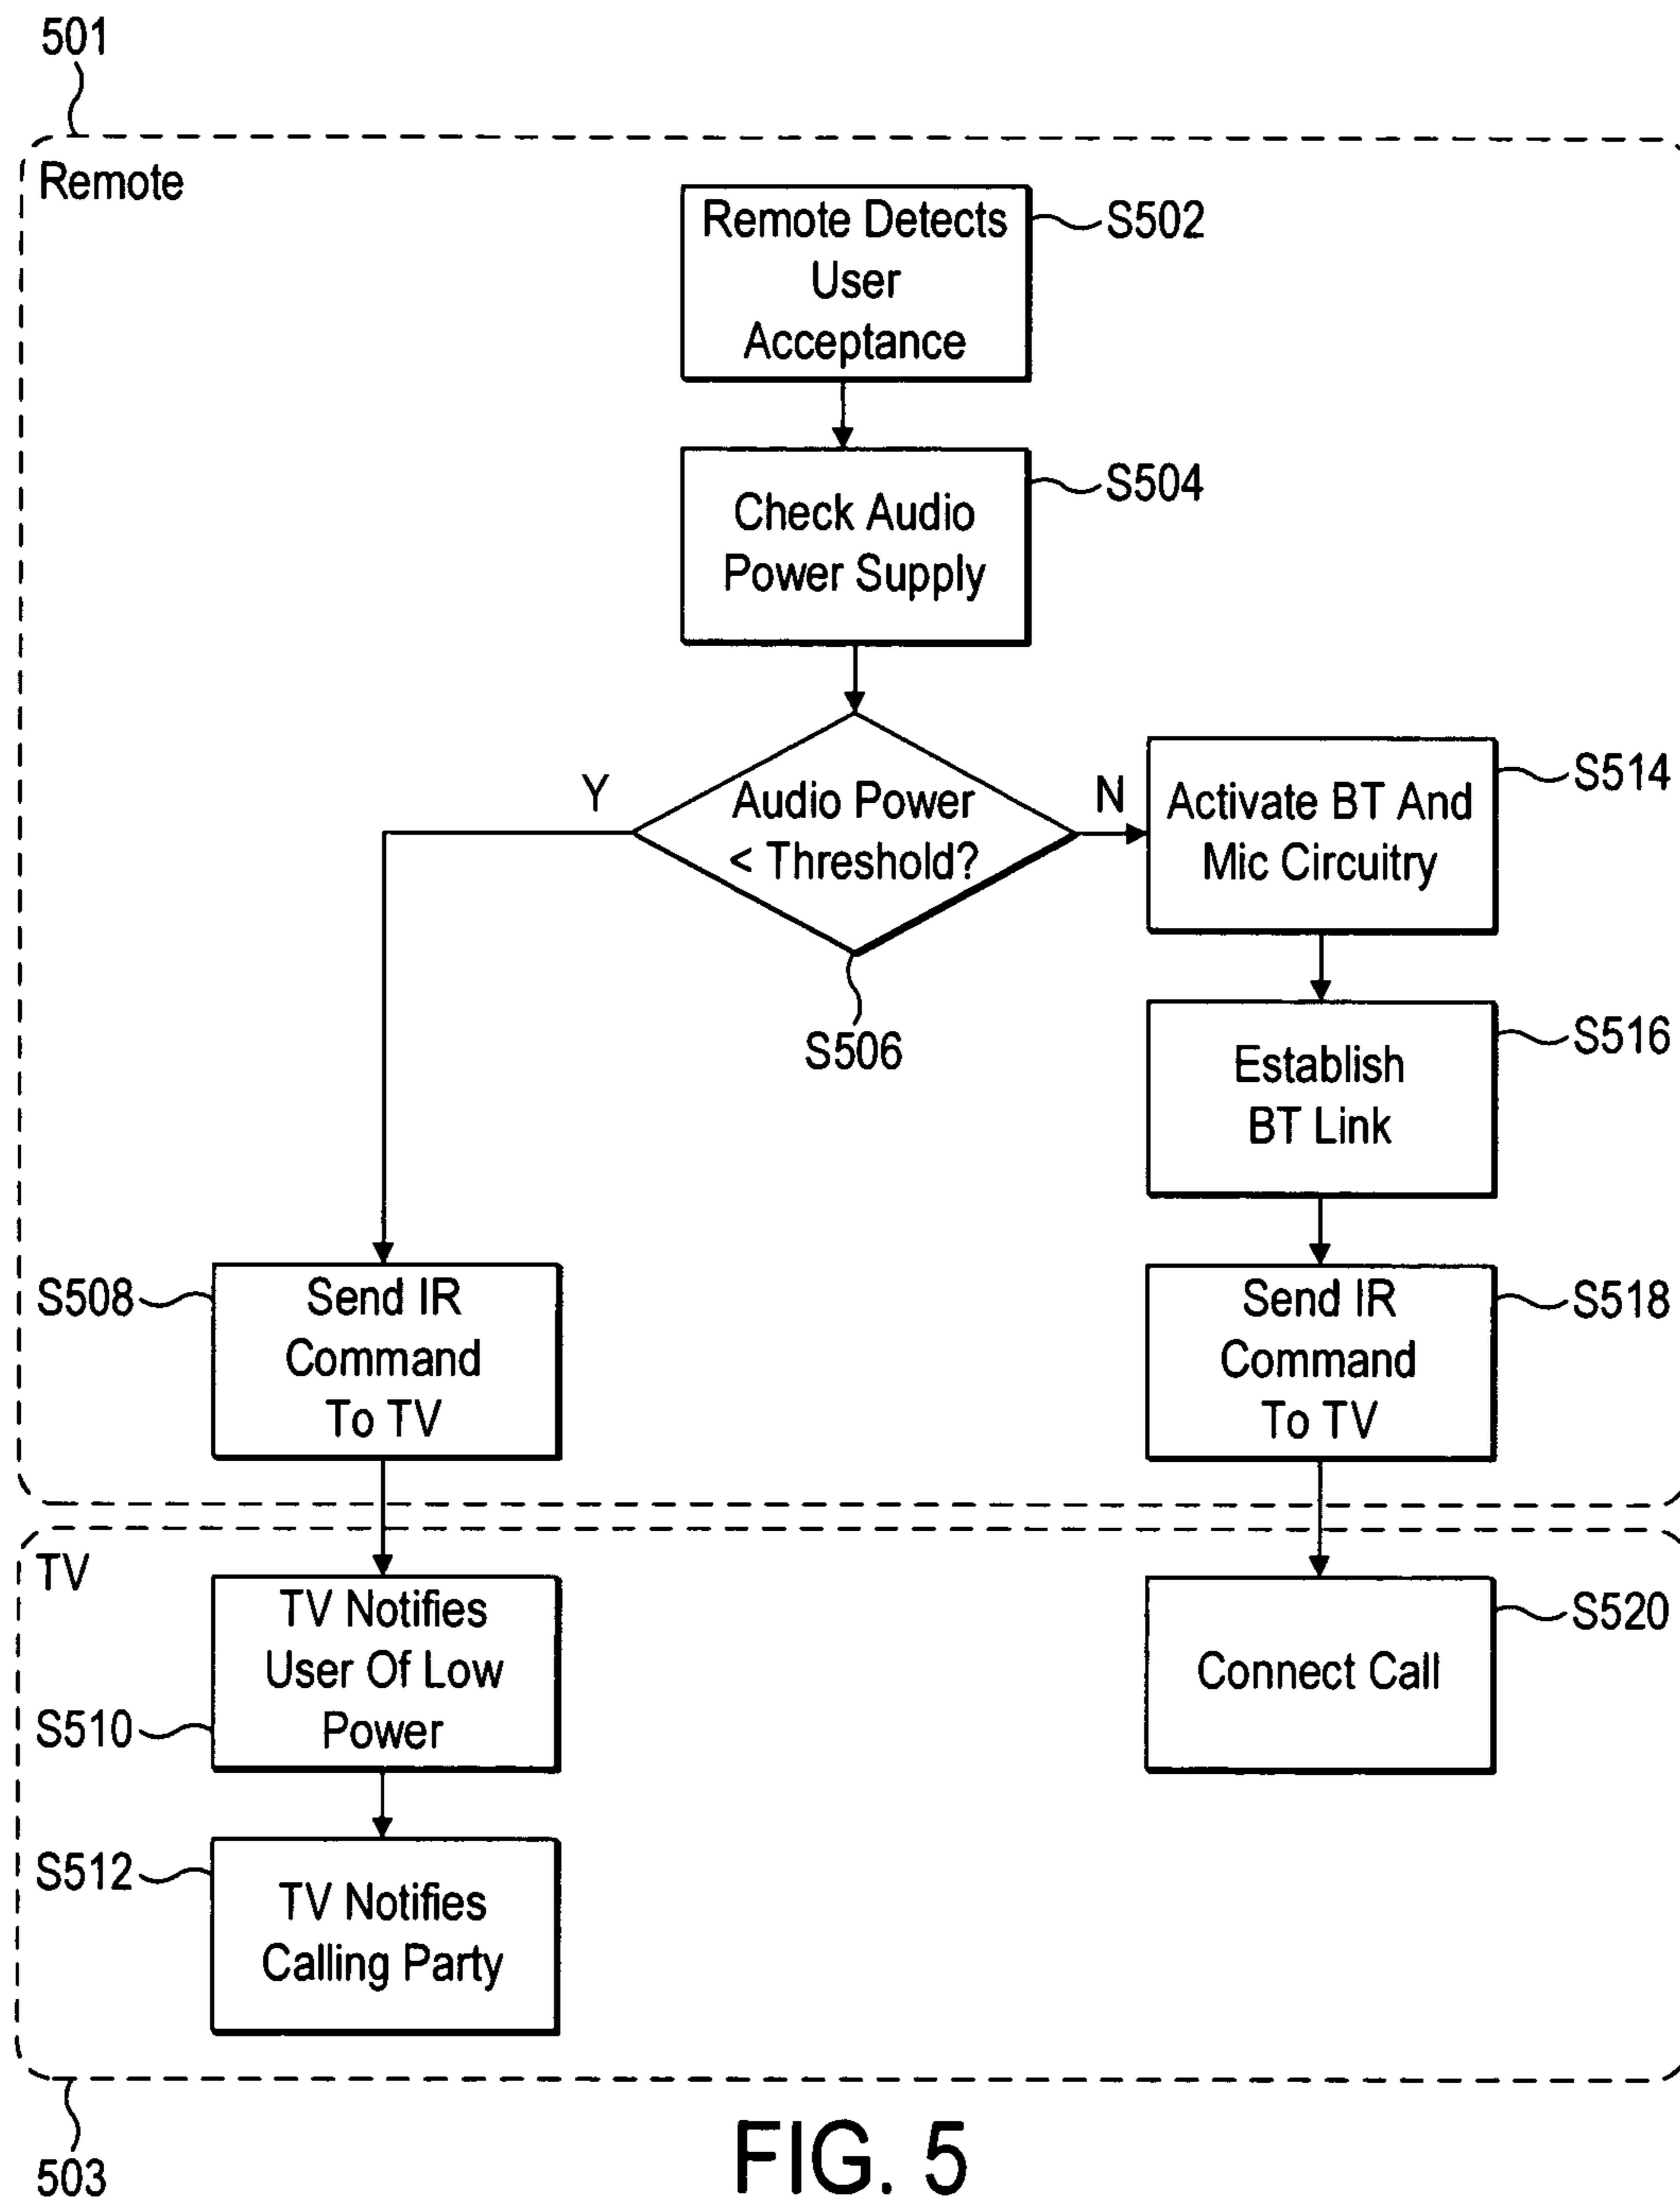 501
Remote
Remote Detects
User
Acceptance
S502
Check Audio
Power Supply
S504
Y
Audio Power
< Threshold?
N
S506
Activate BT And
Mic Circuitry
S514
Establish
BT Link
S516
S508
Send IR
Command
To TV
Send IR
Command
To TV
S518
TV
TV Notifies
User Of Low
Power
S510
Connect Call
S520
S512
TV Notifies
Calling Party
503
FIG. 5